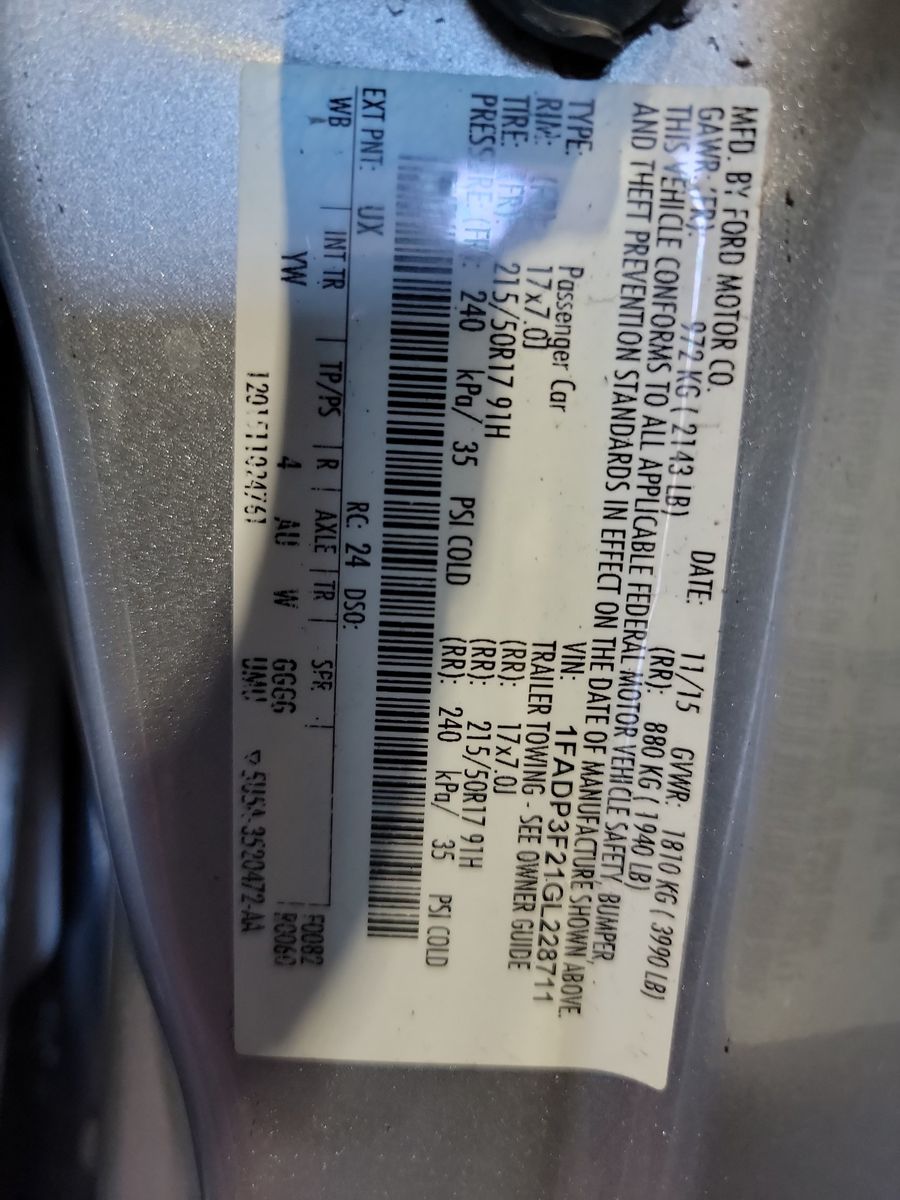 MFD. BY FORD MOTOR CO.
DATE: 11/15 GVWR: 1810 KG ( 3990 LB)
GAWR: (FR): 972 KG ( 2143 LB) (RR): 880 KG ( 1940 LB)
THIS VEHICLE CONFORMS TO ALL APPLICABLE FEDERAL MOTOR VEHICLE SAFETY, BUMPER,
AND THEFT PREVENTION STANDARDS IN EFFECT ON THE DATE OF MANUFACTURE SHOWN ABOVE.
VIN: 1FADP3F21GL228711
TYPE: Passenger Car TRAILER TOWING - SEE OWNER GUIDE
RIM: 17x7.0J (RR): 17x7.0J
TIRE: (FR): 215/50R17 91H (RR): 215/50R17 91H
240 kPa/ 35 PSI COLD (RR): 240 kPa/ 35 PSI COLD
EXT PNT: UX RC: 24 DSO:
WB | INT TR | TP/PS | R | AXLE | TR | SPR | F0082
YW 4 AU W GGGG
1201511024761 UMU ▽5U5A-3520472-AA